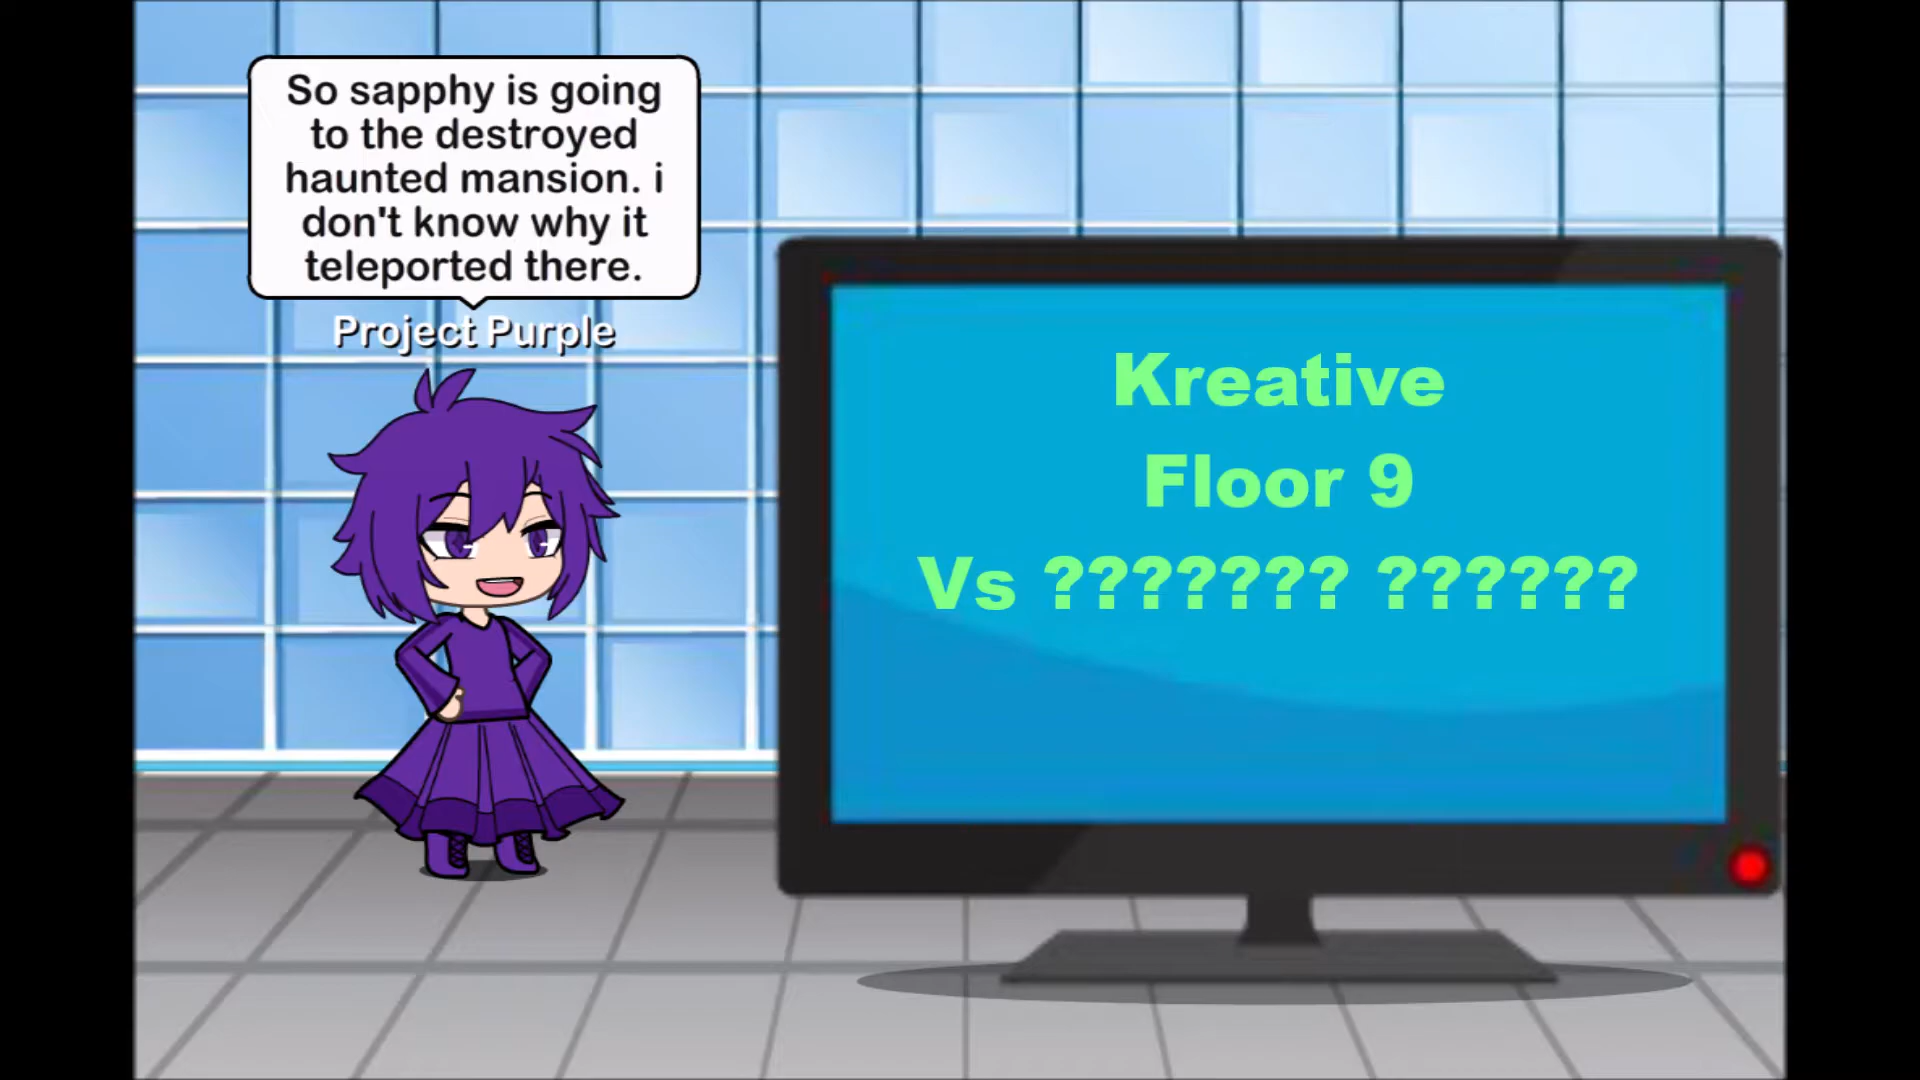 So sapphy is going
to the destroyed
haunted mansion. i
don't know why it
teleported there.
Project Purple
Kreative
Floor 9
Vs ??????? ??????